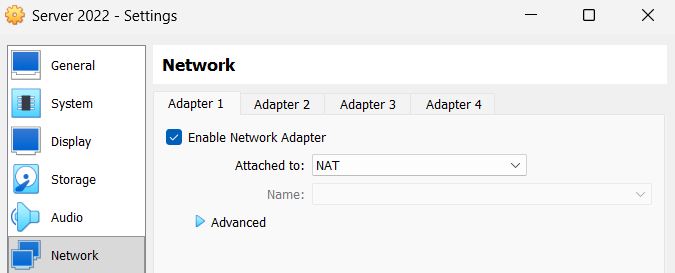 Server 2022 - Settings
General
System
Display
Storage
Audio
Network
Network
Adapter 1 Adapter 2 Adapter 3 Adapter 4
Enable Network Adapter
Attached to: NAT
Name:
Advanced